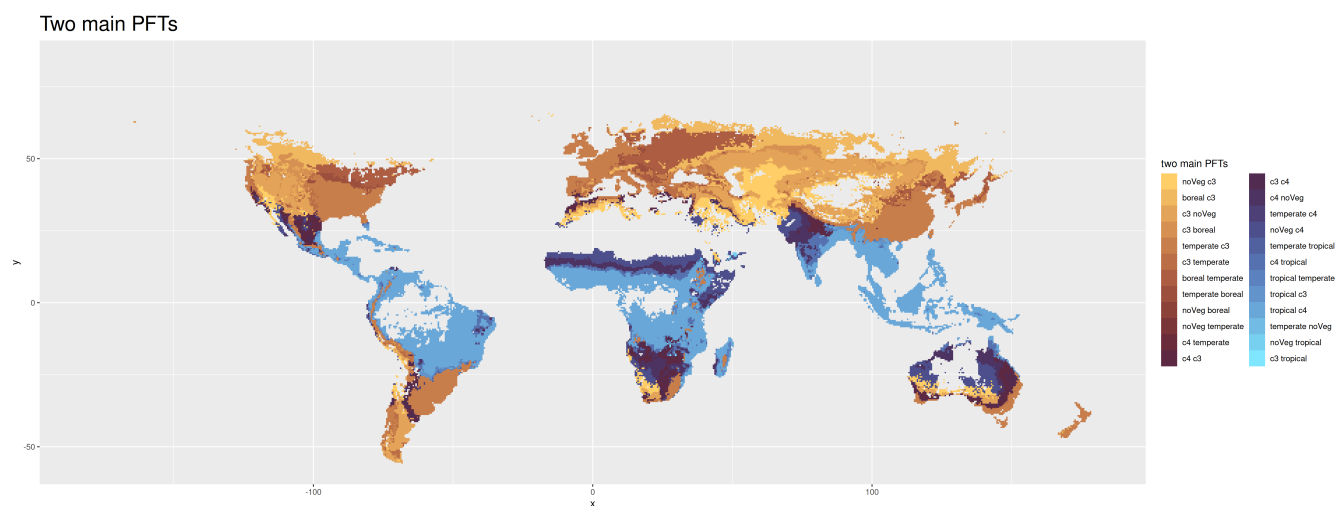 Two main PFTs
50-
0-
-50-
y
-100
0
100
x
two main PFTs
noVeg c3
boreal c3
c3 noVeg
c3 boreal
temperate c3
c3 temperate
boreal temperate
temperate boreal
noVeg boreal
noVeg temperate
c4 temperate
c4 c3
c3 c4
c4 noVeg
temperate c4
noVeg c4
temperate tropical
c4 tropical
tropical temperate
tropical c3
tropical c4
temperate noVeg
noVeg tropical
c3 tropical